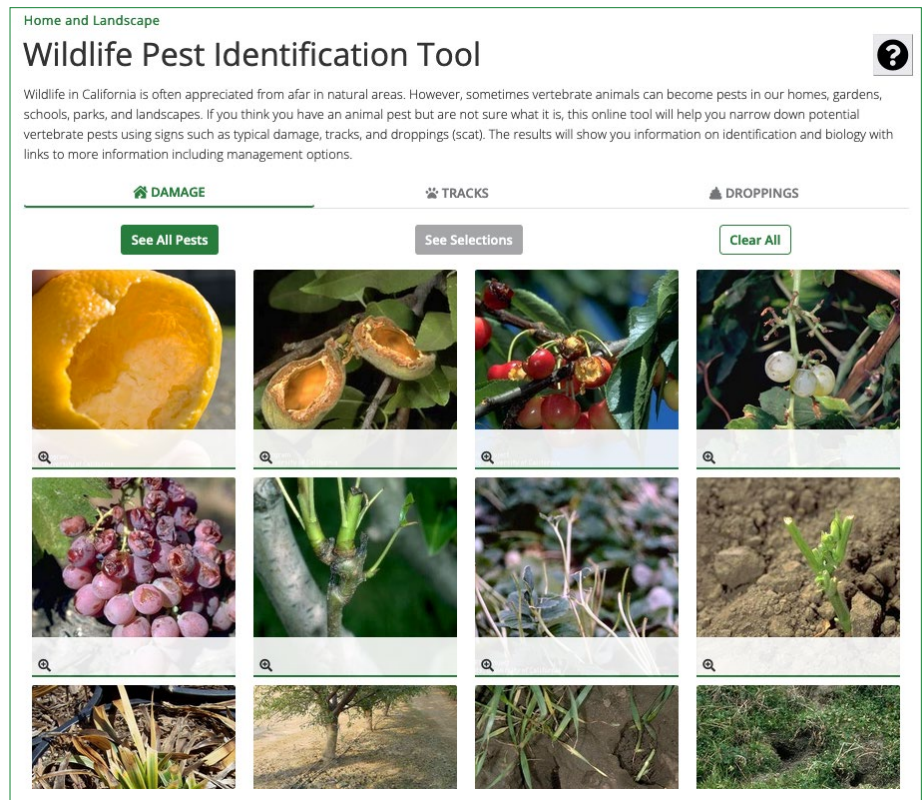 Home and Landscape
Wildlife Pest Identification Tool
?
Wildlife in California is often appreciated from afar in natural areas. However, sometimes vertebrate animals can become pests in our homes, gardens,
schools, parks, and landscapes. If you think you have an animal pest but are not sure what it is, this online tool will help you narrow down potential
vertebrate pests using signs such as typical damage, tracks, and droppings (scat). The results will show you information on identification and biology with
links to more information including management options.
DAMAGE
TRACKS
DROPPINGS
See All Pests
See Selections
Clear All